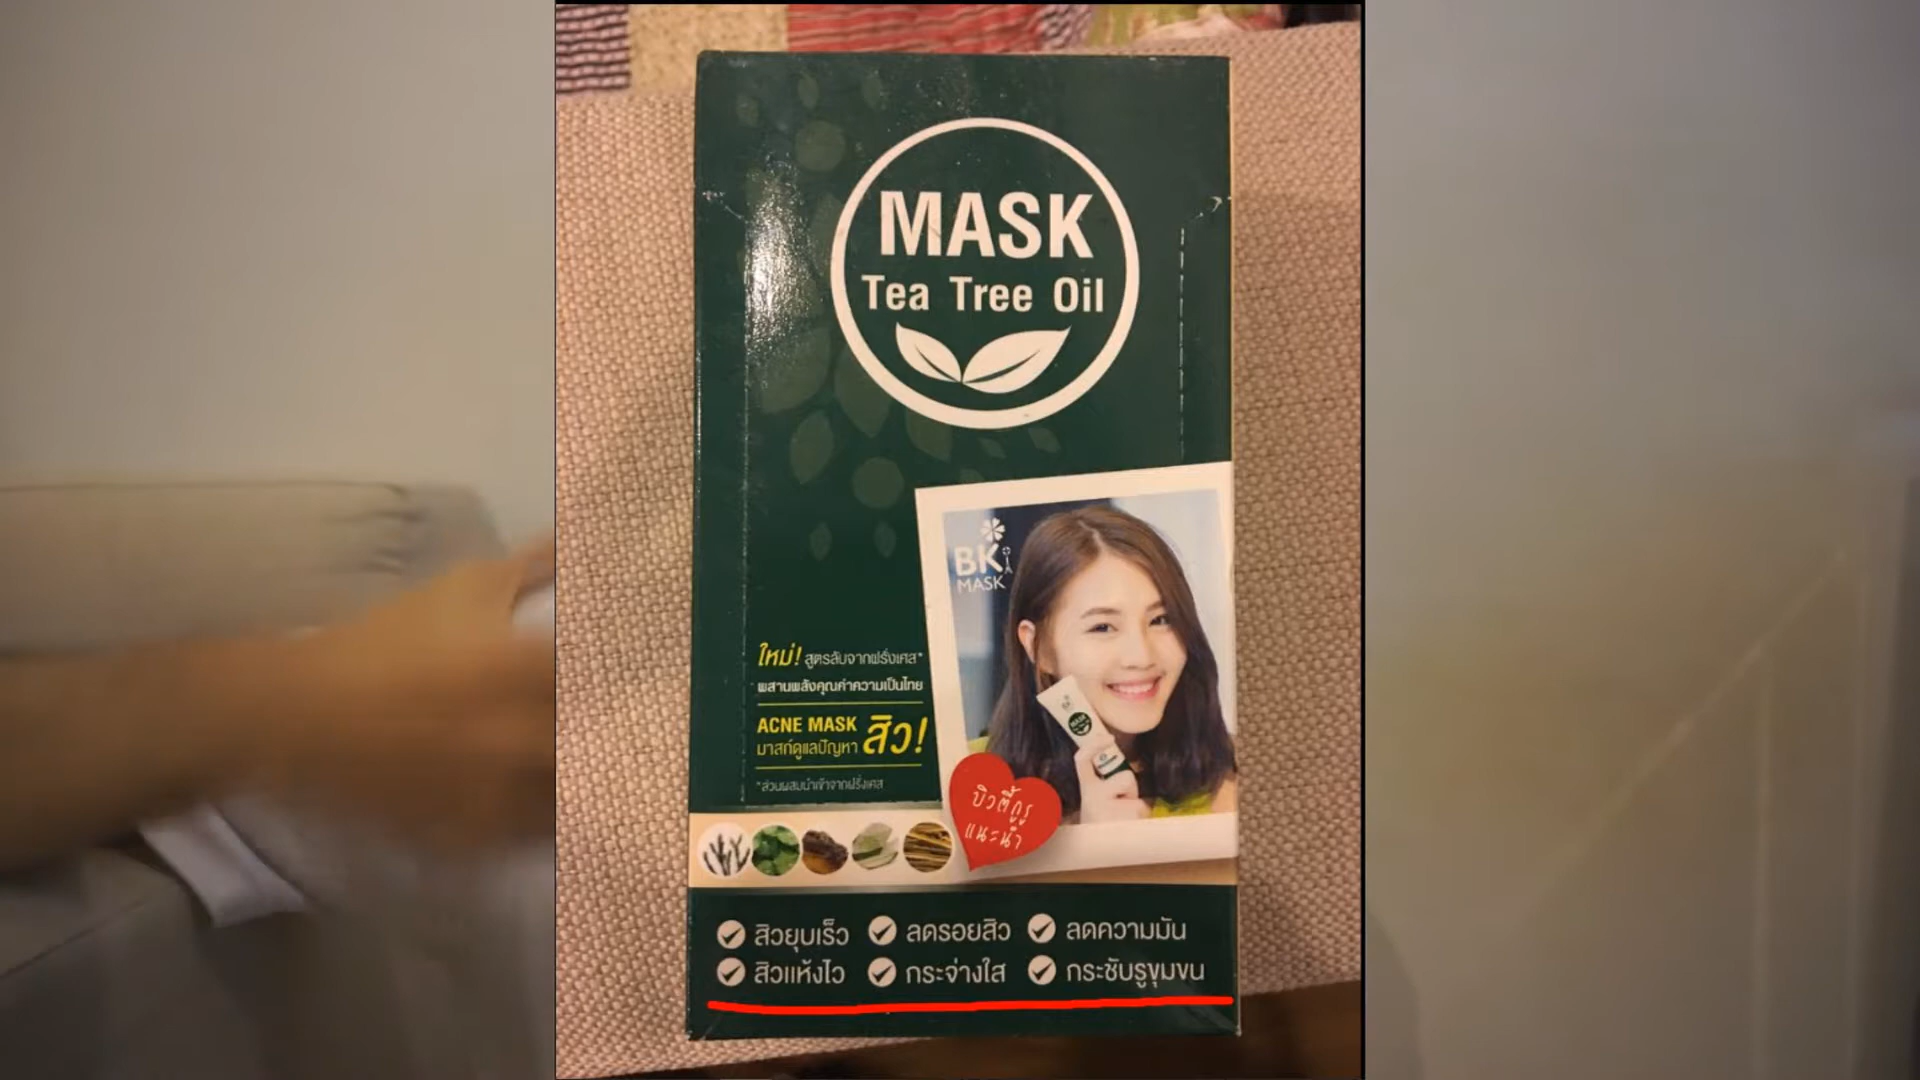 MASK
Tea Tree Oil
BK
MASK
ใหม่! สูตรลับจากฝรั่งเศส*
ผสานพลังคุณค่าความเป็นไทย
ACNE MASK
มาสก์ดูแลปัญหา สิว!
*ส่วนผสมนำเข้าจากฝรั่งเศส
บิวตี้กูรู
แนะนำ
สิวยุบเร็ว ลดรอยสิว ลดความมัน
สิวแห้งไว กระจ่างใส กระชับรูขุมขน